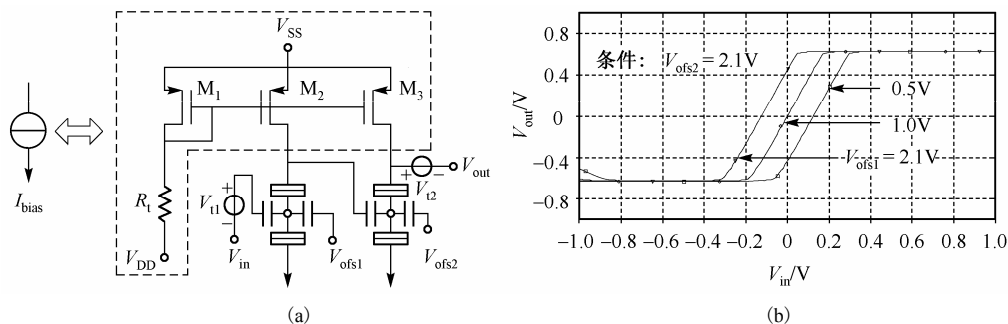 V_SS
M_1
M_2
M_3
V_out
I_bias
R_t
V_DD
+
V_t1
−
V_in
V_ofs1
+ −
V_t2
V_ofs2
(a)
0.8
0.4
0
−0.4
−0.8
V_out/V
条件： V_ofs2 = 2.1V
0.5V
1.0V
V_ofs1 = 2.1V
−1.0 −0.8 −0.6 −0.4 −0.2 0 0.2 0.4 0.6 0.8 1.0
V_in/V
(b)